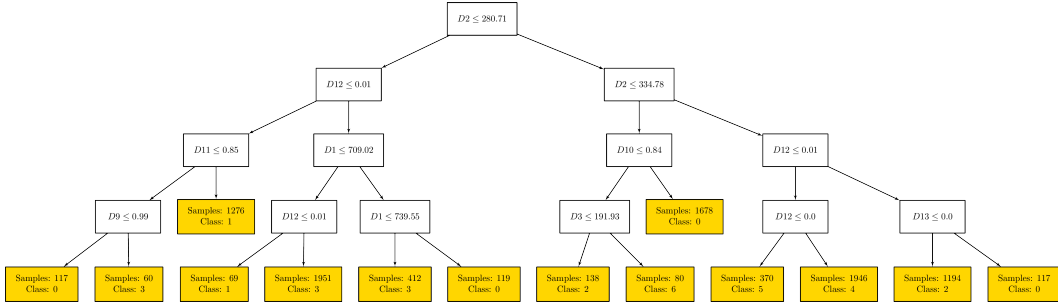 D2 ≤ 280.71
D12 ≤ 0.01
D2 ≤ 334.78
D11 ≤ 0.85
D1 ≤ 709.02
D10 ≤ 0.84
D12 ≤ 0.01
D9 ≤ 0.99
Samples: 1276
Class: 1
D12 ≤ 0.01
D1 ≤ 739.55
D3 ≤ 191.93
Samples: 1678
Class: 0
D12 ≤ 0.0
D13 ≤ 0.0
Samples: 117
Class: 0
Samples: 60
Class: 3
Samples: 69
Class: 1
Samples: 1951
Class: 3
Samples: 412
Class: 3
Samples: 119
Class: 0
Samples: 138
Class: 2
Samples: 80
Class: 6
Samples: 370
Class: 5
Samples: 1946
Class: 4
Samples: 1194
Class: 2
Samples: 117
Class: 0